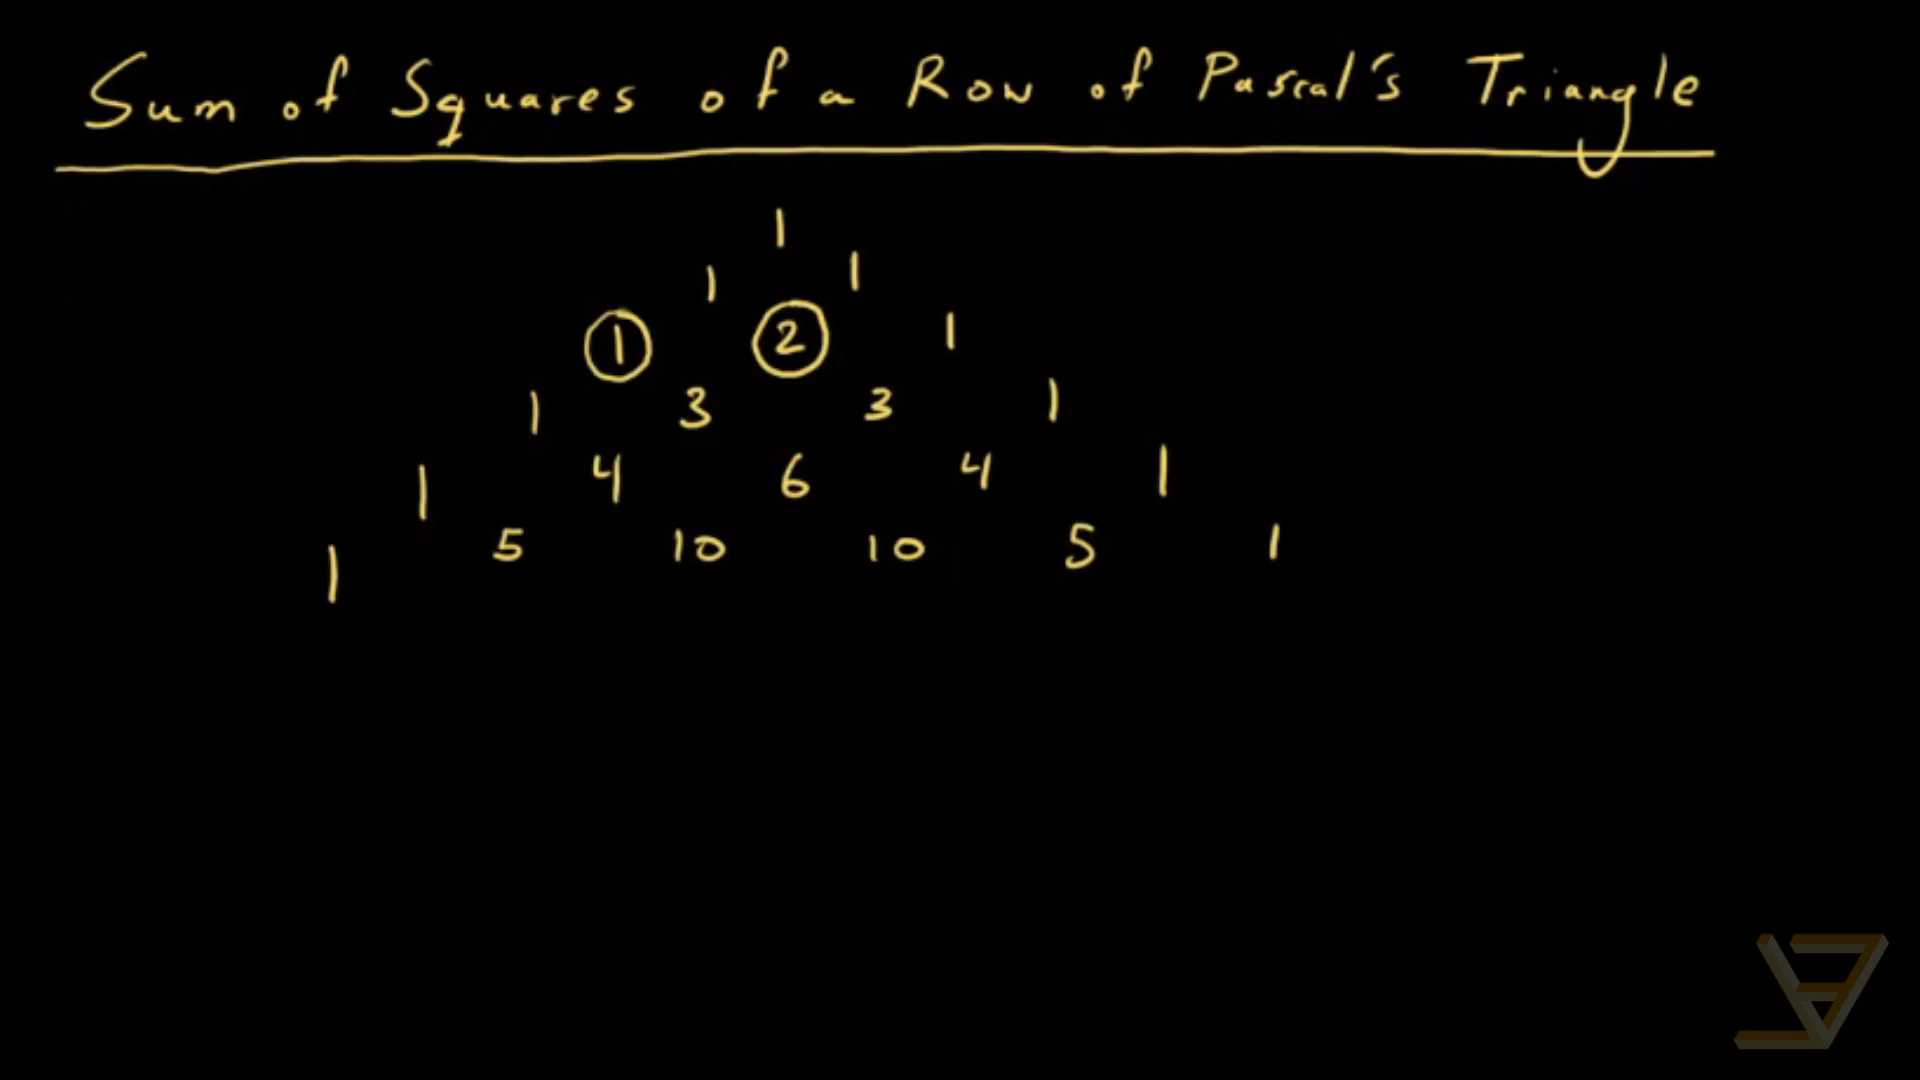 Sum of Squares of a Row of Pascal's Triangle
1
1 1
1 2 1
1 3 3 1
1 4 6 4 1
1 5 10 10 5 1